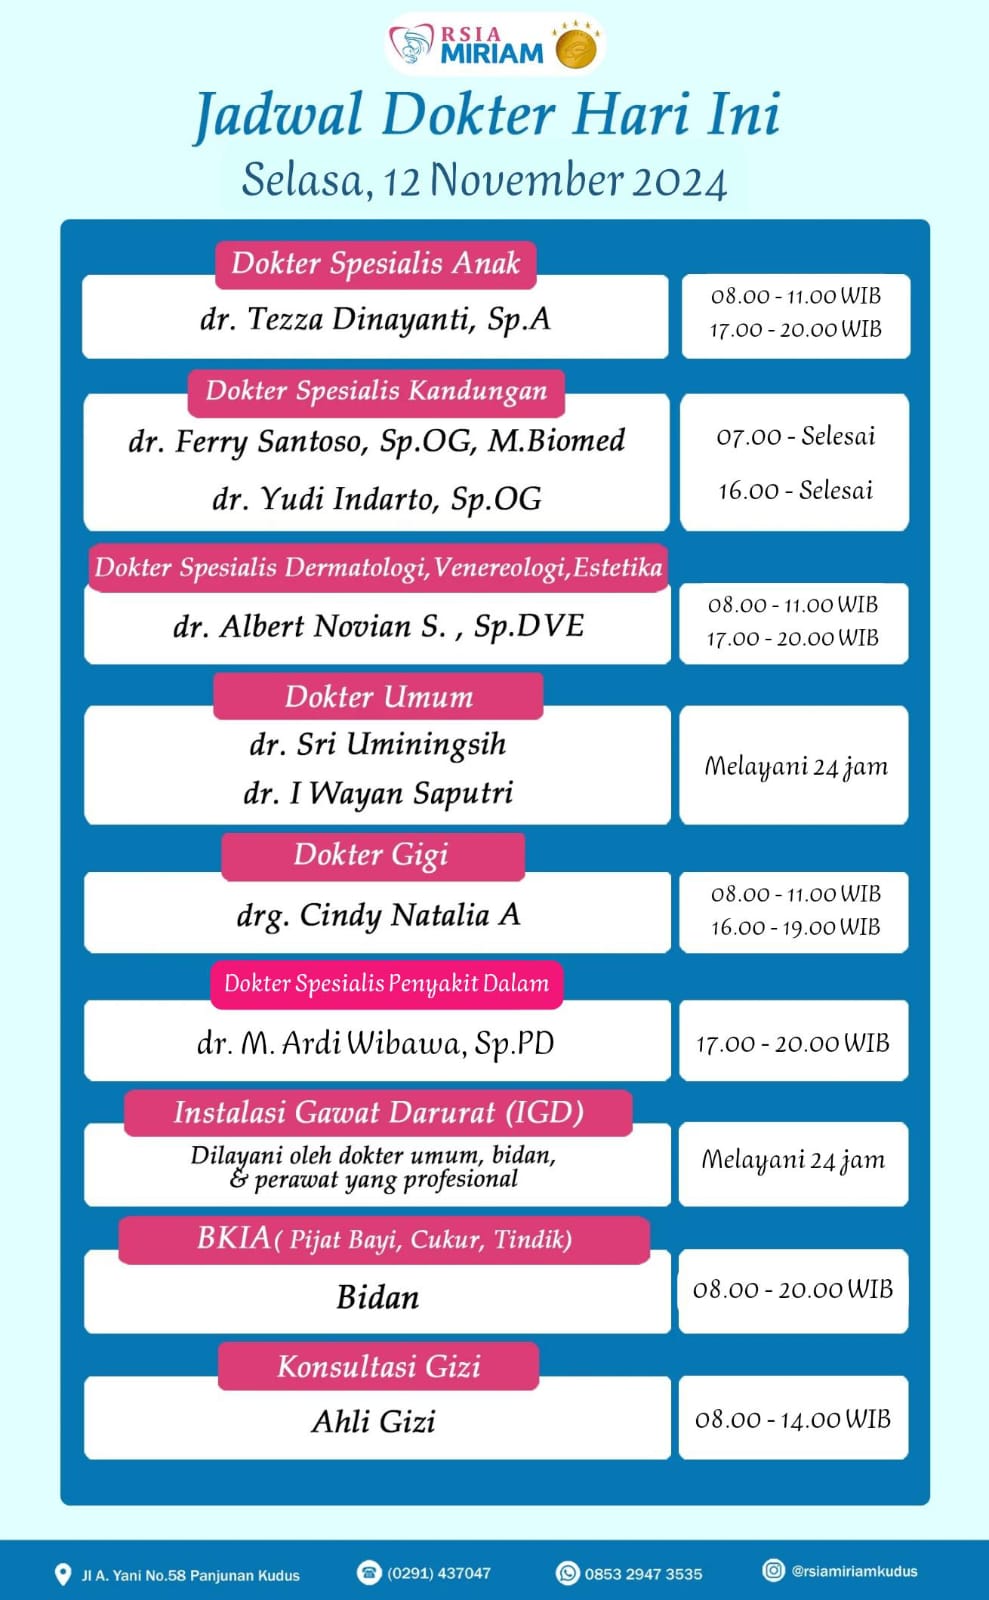 RSIA
MIRIAM
Jadwal Dokter Hari Ini
Selasa, 12 November 2024
Dokter Spesialis Anak
dr. Tezza Dinayanti, Sp.A
08.00 - 11.00 WIB
17.00 - 20.00 WIB
Dokter Spesialis Kandungan
dr. Ferry Santoso, Sp.OG, M.Biomed
07.00 - Selesai
dr. Yudi Indarto, Sp.OG
16.00 - Selesai
Dokter Spesialis Dermatologi,Venereologi,Estetika
dr. Albert Novian S. , Sp.DVE
08.00 - 11.00 WIB
17.00 - 20.00 WIB
Dokter Umum
dr. Sri Uminingsih
dr. I Wayan Saputri
Melayani 24 jam
Dokter Gigi
drg. Cindy Natalia A
08.00 - 11.00 WIB
16.00 - 19.00 WIB
Dokter Spesialis Penyakit Dalam
dr. M. Ardi Wibawa, Sp.PD
17.00 - 20.00 WIB
Instalasi Gawat Darurat (IGD)
Dilayani oleh dokter umum, bidan,
& perawat yang profesional
Melayani 24 jam
BKIA ( Pijat Bayi, Cukur, Tindik)
Bidan
08.00 - 20.00 WIB
Konsultasi Gizi
Ahli Gizi
08.00 - 14.00 WIB
Jl A. Yani No.58 Panjunan Kudus
(0291) 437047
0853 2947 3535
@rsiamiriamkudus